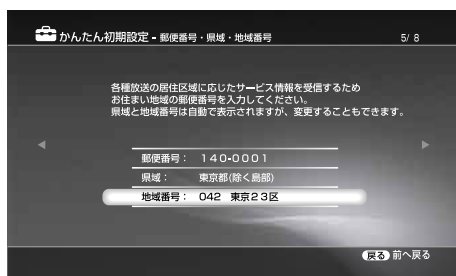 かんたん初期設定 - 郵便番号・県域・地域番号 5/ 8
各種放送の居住区域に応じたサービス情報を受信するため
お住まい地域の郵便番号を入力してください。
県域と地域番号は自動で表示されますが、変更することもできます。
郵便番号： 140-0001
県域： 東京都(除く島部)
地域番号： 042 東京23区
戻る 前へ戻る